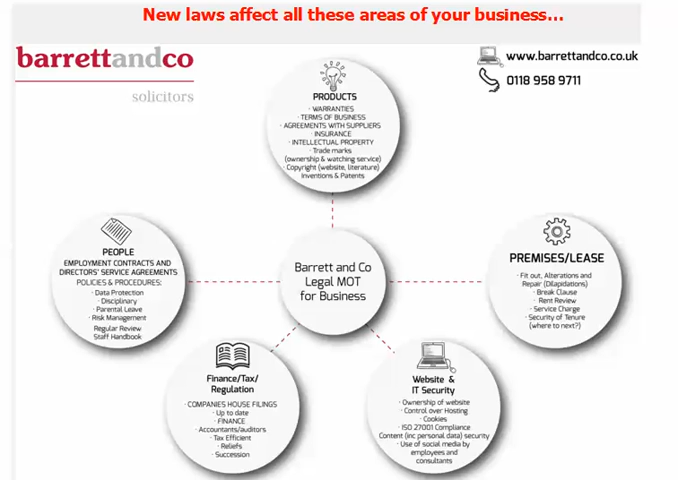 New laws affect all these areas of your business...
barrettandco
solicitors
www.barrettandco.co.uk
0118 958 9711
PRODUCTS
· WARRANTIES
· TERMS OF BUSINESS
· AGREEMENTS WITH SUPPLIERS
· INSURANCE
· INTELLECTUAL PROPERTY
· Trade marks
(ownership & watching service)
· Copyright (website, literature)
Inventions & Patents
PEOPLE
EMPLOYMENT CONTRACTS AND
DIRECTORS' SERVICE AGREEMENTS
POLICIES & PROCEDURES:
· Data Protection
· Disciplinary
· Parental Leave
· Risk Management
Regular Review
Staff Handbook
Barrett and Co
Legal MOT
for Business
PREMISES/LEASE
· Fit out, Alterations and
Repair (Dilapidations)
· Break Clause
· Rent Review
· Service Charge
· Security of Tenure
(where to next?)
Finance/Tax/
Regulation
· COMPANIES HOUSE FILINGS
· Up to date
· FINANCE
· Accountants/auditors
· Tax Efficient
· Reliefs
· Succession
Website &
IT Security
· Ownership of website
· Control over Hosting
· Cookies
· ISO 27001 Compliance
Content (inc personal data) security
· Use of social media by
employees and
consultants